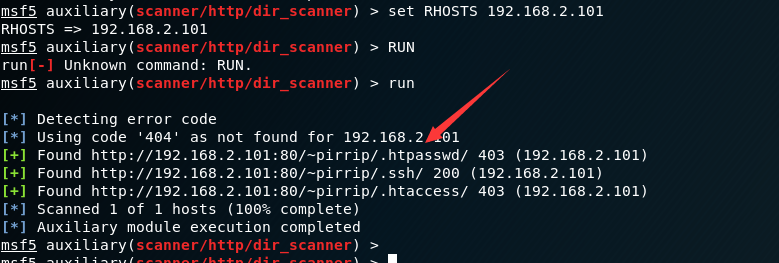 msf5 auxiliary(scanner/http/dir_scanner) > set RHOSTS 192.168.2.101
RHOSTS => 192.168.2.101
msf5 auxiliary(scanner/http/dir_scanner) > RUN
run[-] Unknown command: RUN.
msf5 auxiliary(scanner/http/dir_scanner) > run
[*] Detecting error code
[*] Using code '404' as not found for 192.168.2.101
[+] Found http://192.168.2.101:80/~pirrip/.htpasswd/ 403 (192.168.2.101)
[+] Found http://192.168.2.101:80/~pirrip/.ssh/ 200 (192.168.2.101)
[+] Found http://192.168.2.101:80/~pirrip/.htaccess/ 403 (192.168.2.101)
[*] Scanned 1 of 1 hosts (100% complete)
[*] Auxiliary module execution completed
msf5 auxiliary(scanner/http/dir_scanner) >
msf5 auxiliary(scanner/http/dir_scanner) >